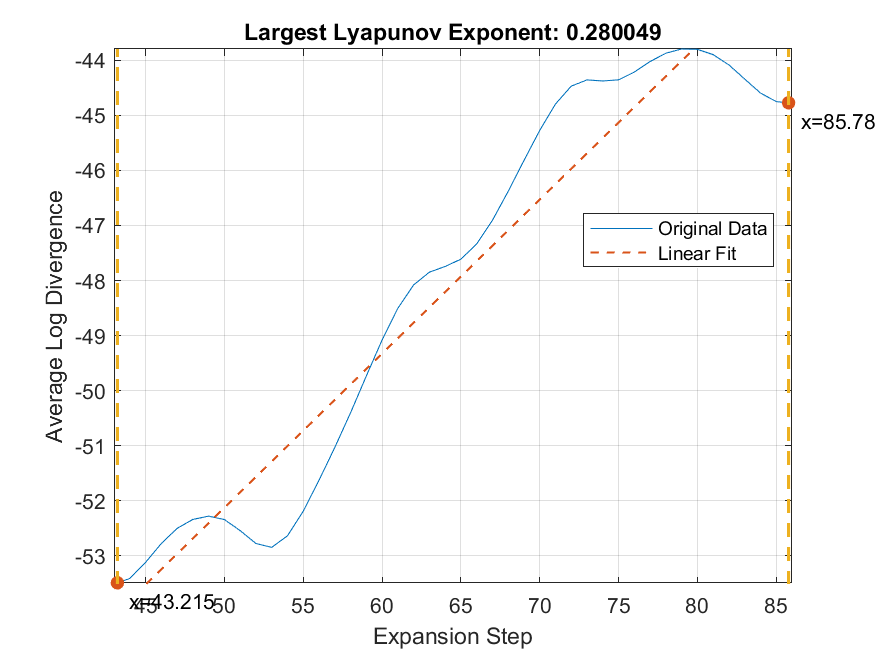 Largest Lyapunov Exponent: 0.280049
-44
-45
-46
-47
-48
-49
-50
-51
-52
-53
Average Log Divergence
x=85.78
Original Data
Linear Fit
x=43.215
45 50 55 60 65 70 75 80 85
Expansion Step